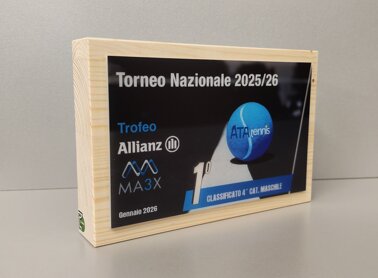 Torneo Nazionale 2025/26
Trofeo
Allianz
MA3X
ATA tennis
1°
CLASSIFICATO 4° CAT. MASCHILE
Gennaio 2026